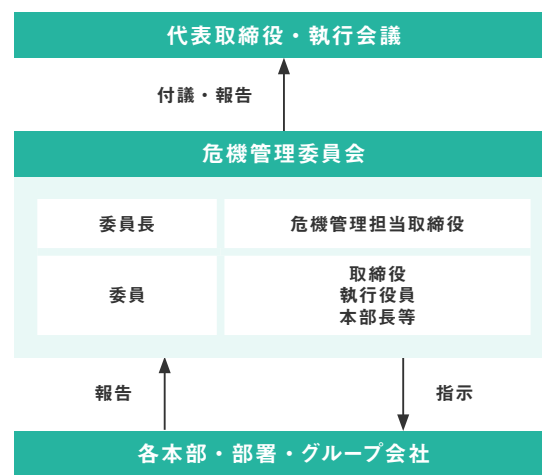 代表取締役・執行会議
付議・報告
危機管理委員会
委員長
危機管理担当取締役
委員
取締役
執行役員
本部長等
報告
指示
各本部・部署・グループ会社